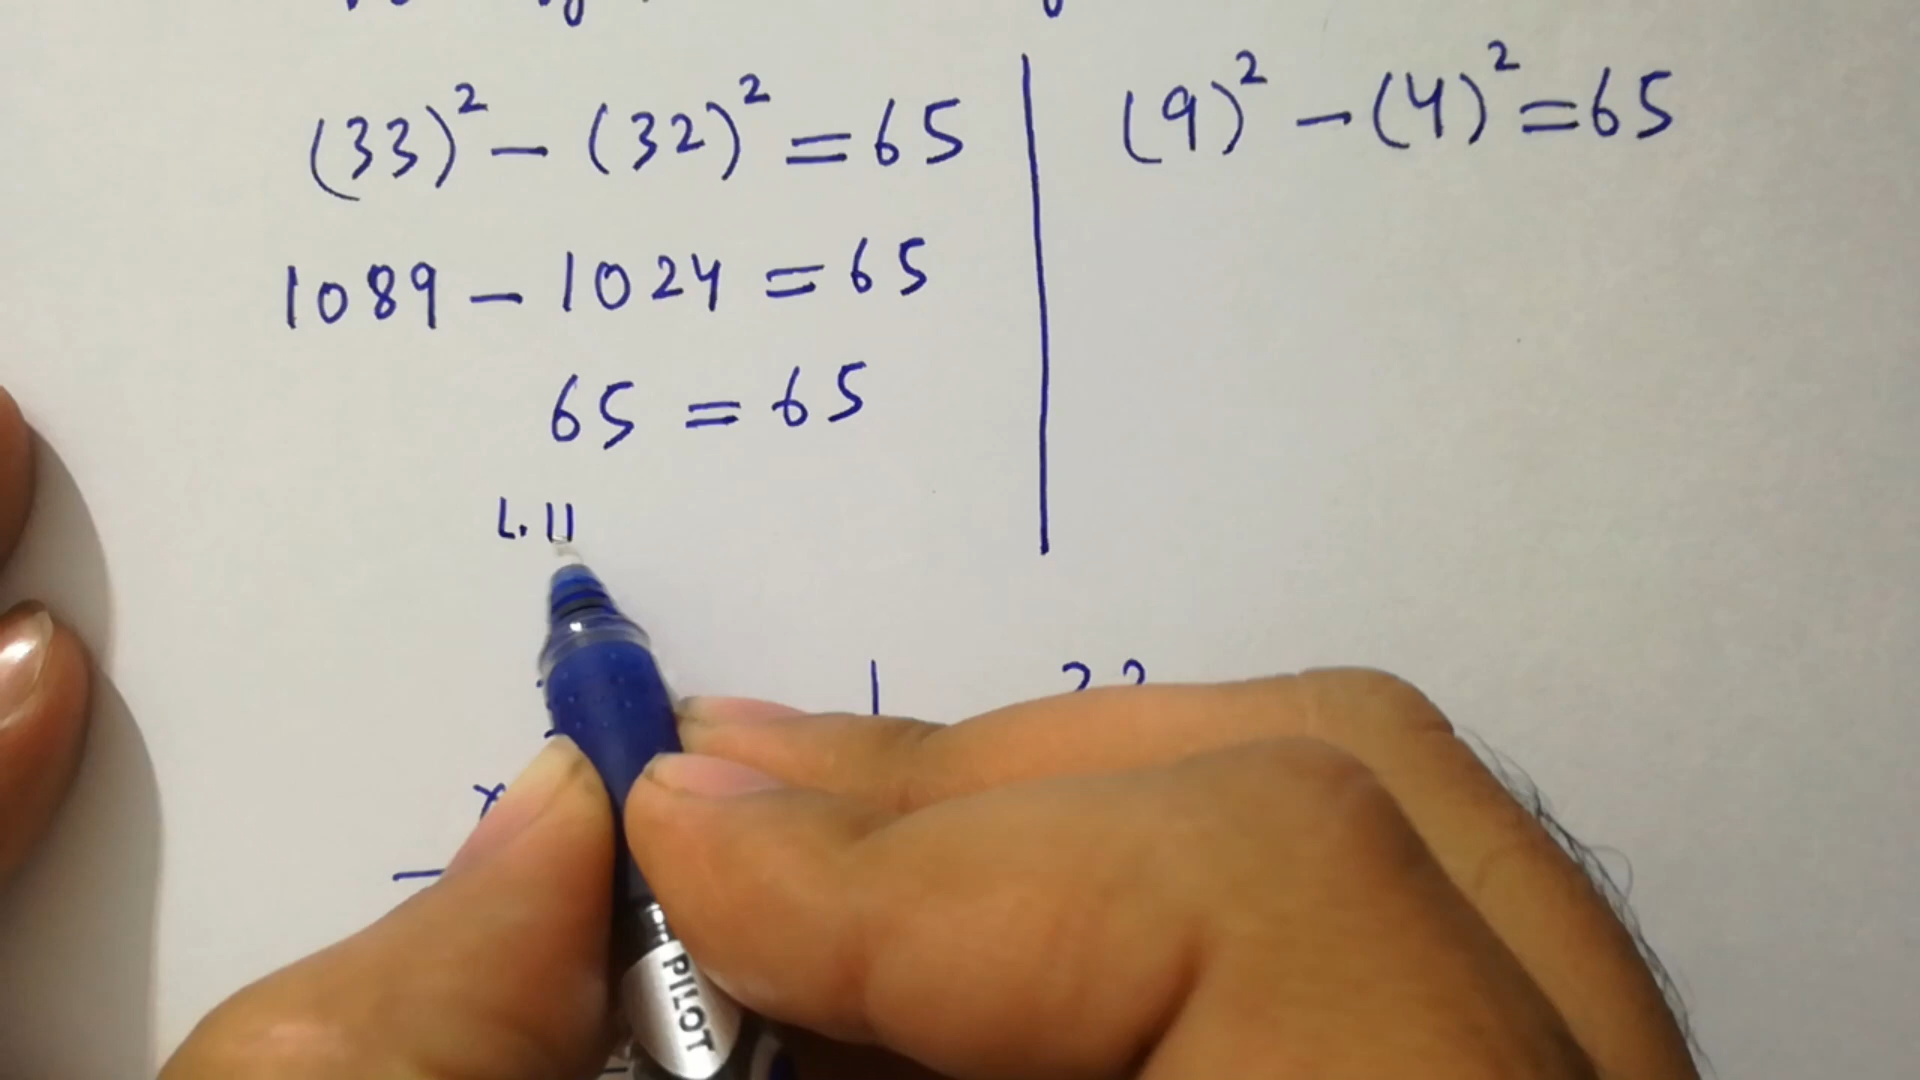 (33)² - (32)² = 65
1089 - 1024 = 65
65 = 65
L.
(9)² - (4)² = 65
PILOT